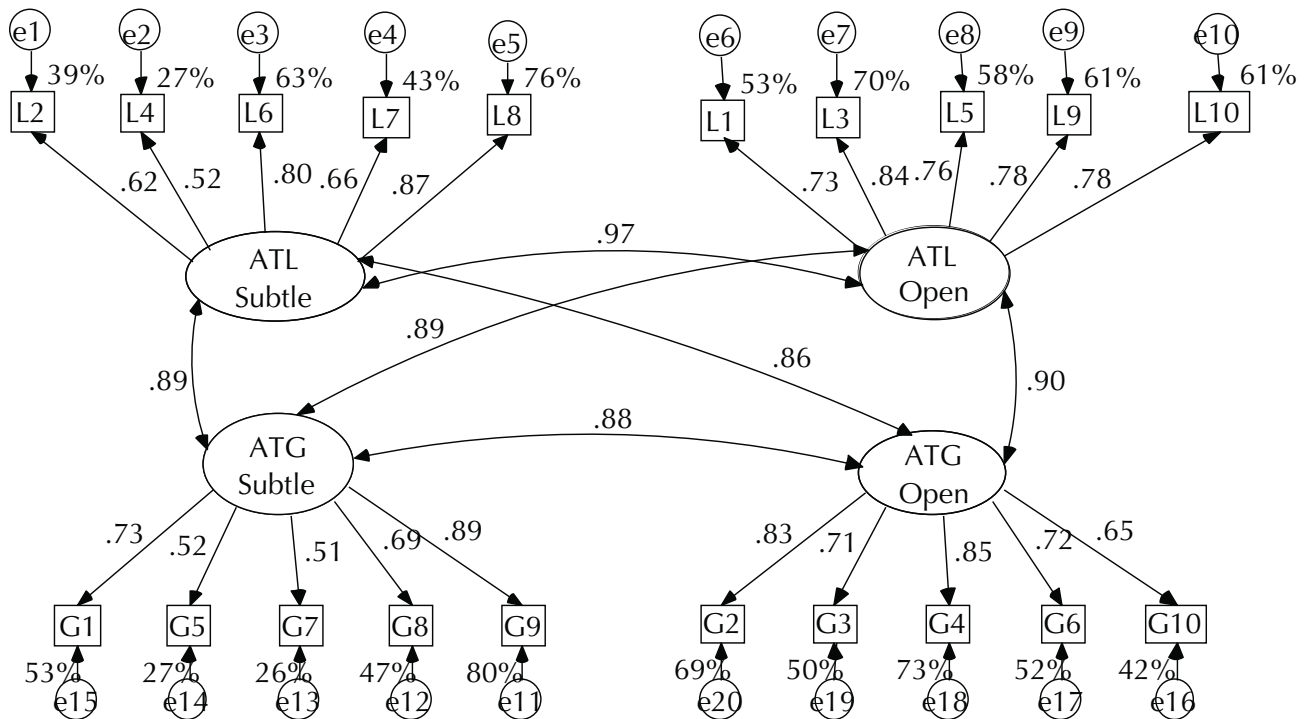 e1 e2 e3 e4 e5 e6 e7 e8 e9 e10
39% 27% 63% 43% 76% 53% 70% 58% 61% 61%
L2 L4 L6 L7 L8 L1 L3 L5 L9 L10
.62 .52 .80 .66 .87 .73 .84 .76 .78 .78
.97
ATL
Subtle
ATL
Open
.89
.86
.89
.90
.88
ATG
Subtle
ATG
Open
.73 .52 .51 .69 .89 .83 .71 .85 .72 .65
G1 G5 G7 G8 G9 G2 G3 G4 G6 G10
53% 27% 26% 47% 80% 69% 50% 73% 52% 42%
e15 e14 e13 e12 e11 e20 e19 e18 e17 e16